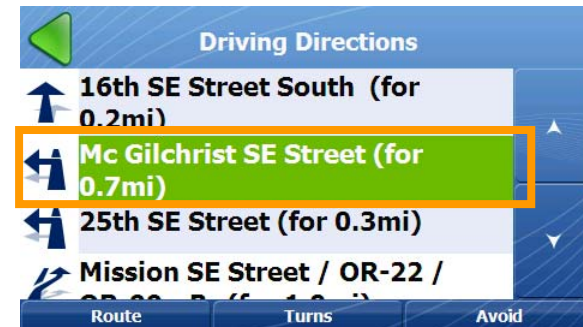 Driving Directions
16th SE Street South (for
0.2mi)
Mc Gilchrist SE Street (for
0.7mi)
25th SE Street (for 0.3mi)
Mission SE Street / OR-22 /
Route Turns Avoid